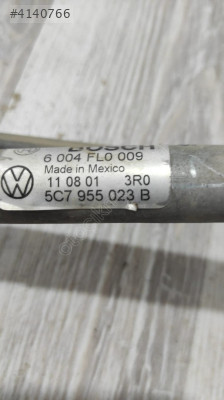 #4140766
BOSCH
6 004 FL0 009
Made in Mexico
11 08 01 3R0
5C7 955 023 B